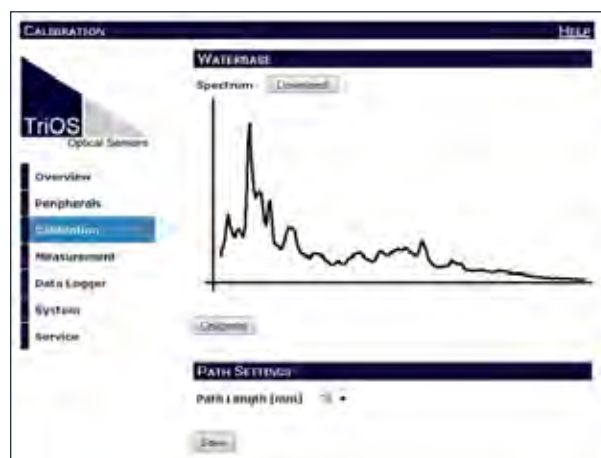 CALIBRATION
HELP
TriOS
Optical Sensors
Overview
Peripherals
Calibration
Measurement
Data Logger
System
Service
WATERBASE
Spectrum Download
PATH SETTINGS
Path Length [mm]
Save